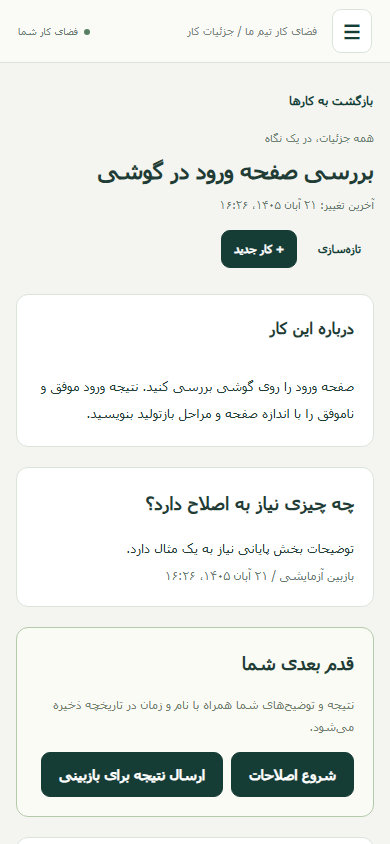 ☰
فضای کار تیم ما / جزئیات کار
فضای کار شما
بازگشت به کارها
همه جزئیات، در یک نگاه
بررسی صفحه ورود در گوشی
آخرین تغییر: ۲۱ آبان ۱۴۰۵، ۱۶:۲۶
تازه‌سازی
+ کار جدید
درباره این کار
صفحه ورود را روی گوشی بررسی کنید. نتیجه ورود موفق و
ناموفق را با اندازه صفحه و مراحل بازتولید بنویسید.
چه چیزی نیاز به اصلاح دارد؟
توضیحات بخش پایانی نیاز به یک مثال دارد.
بازبین آزمایشی / ۲۱ آبان ۱۴۰۵، ۱۶:۲۶
قدم بعدی شما
نتیجه و توضیح‌های شما همراه با نام و زمان در تاریخچه ذخیره
می‌شود.
شروع اصلاحات
ارسال نتیجه برای بازبینی